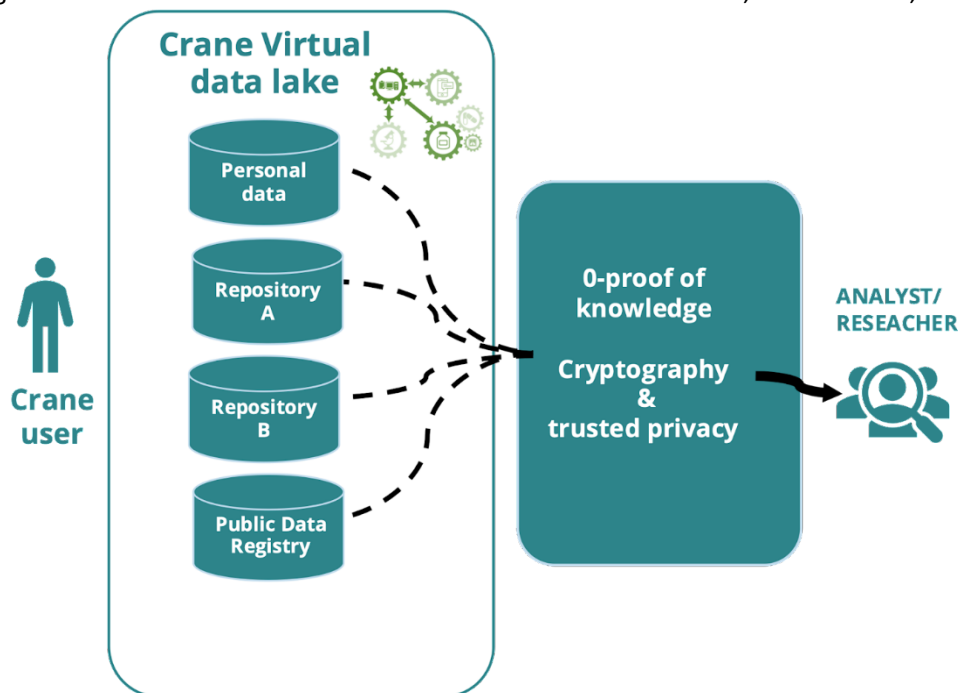 Crane Virtual
data lake
Personal
data
Repository
A
Repository
B
Public Data
Registry
Crane
user
0-proof of
knowledge
Cryptography
&
trusted privacy
ANALYST/
RESEACHER